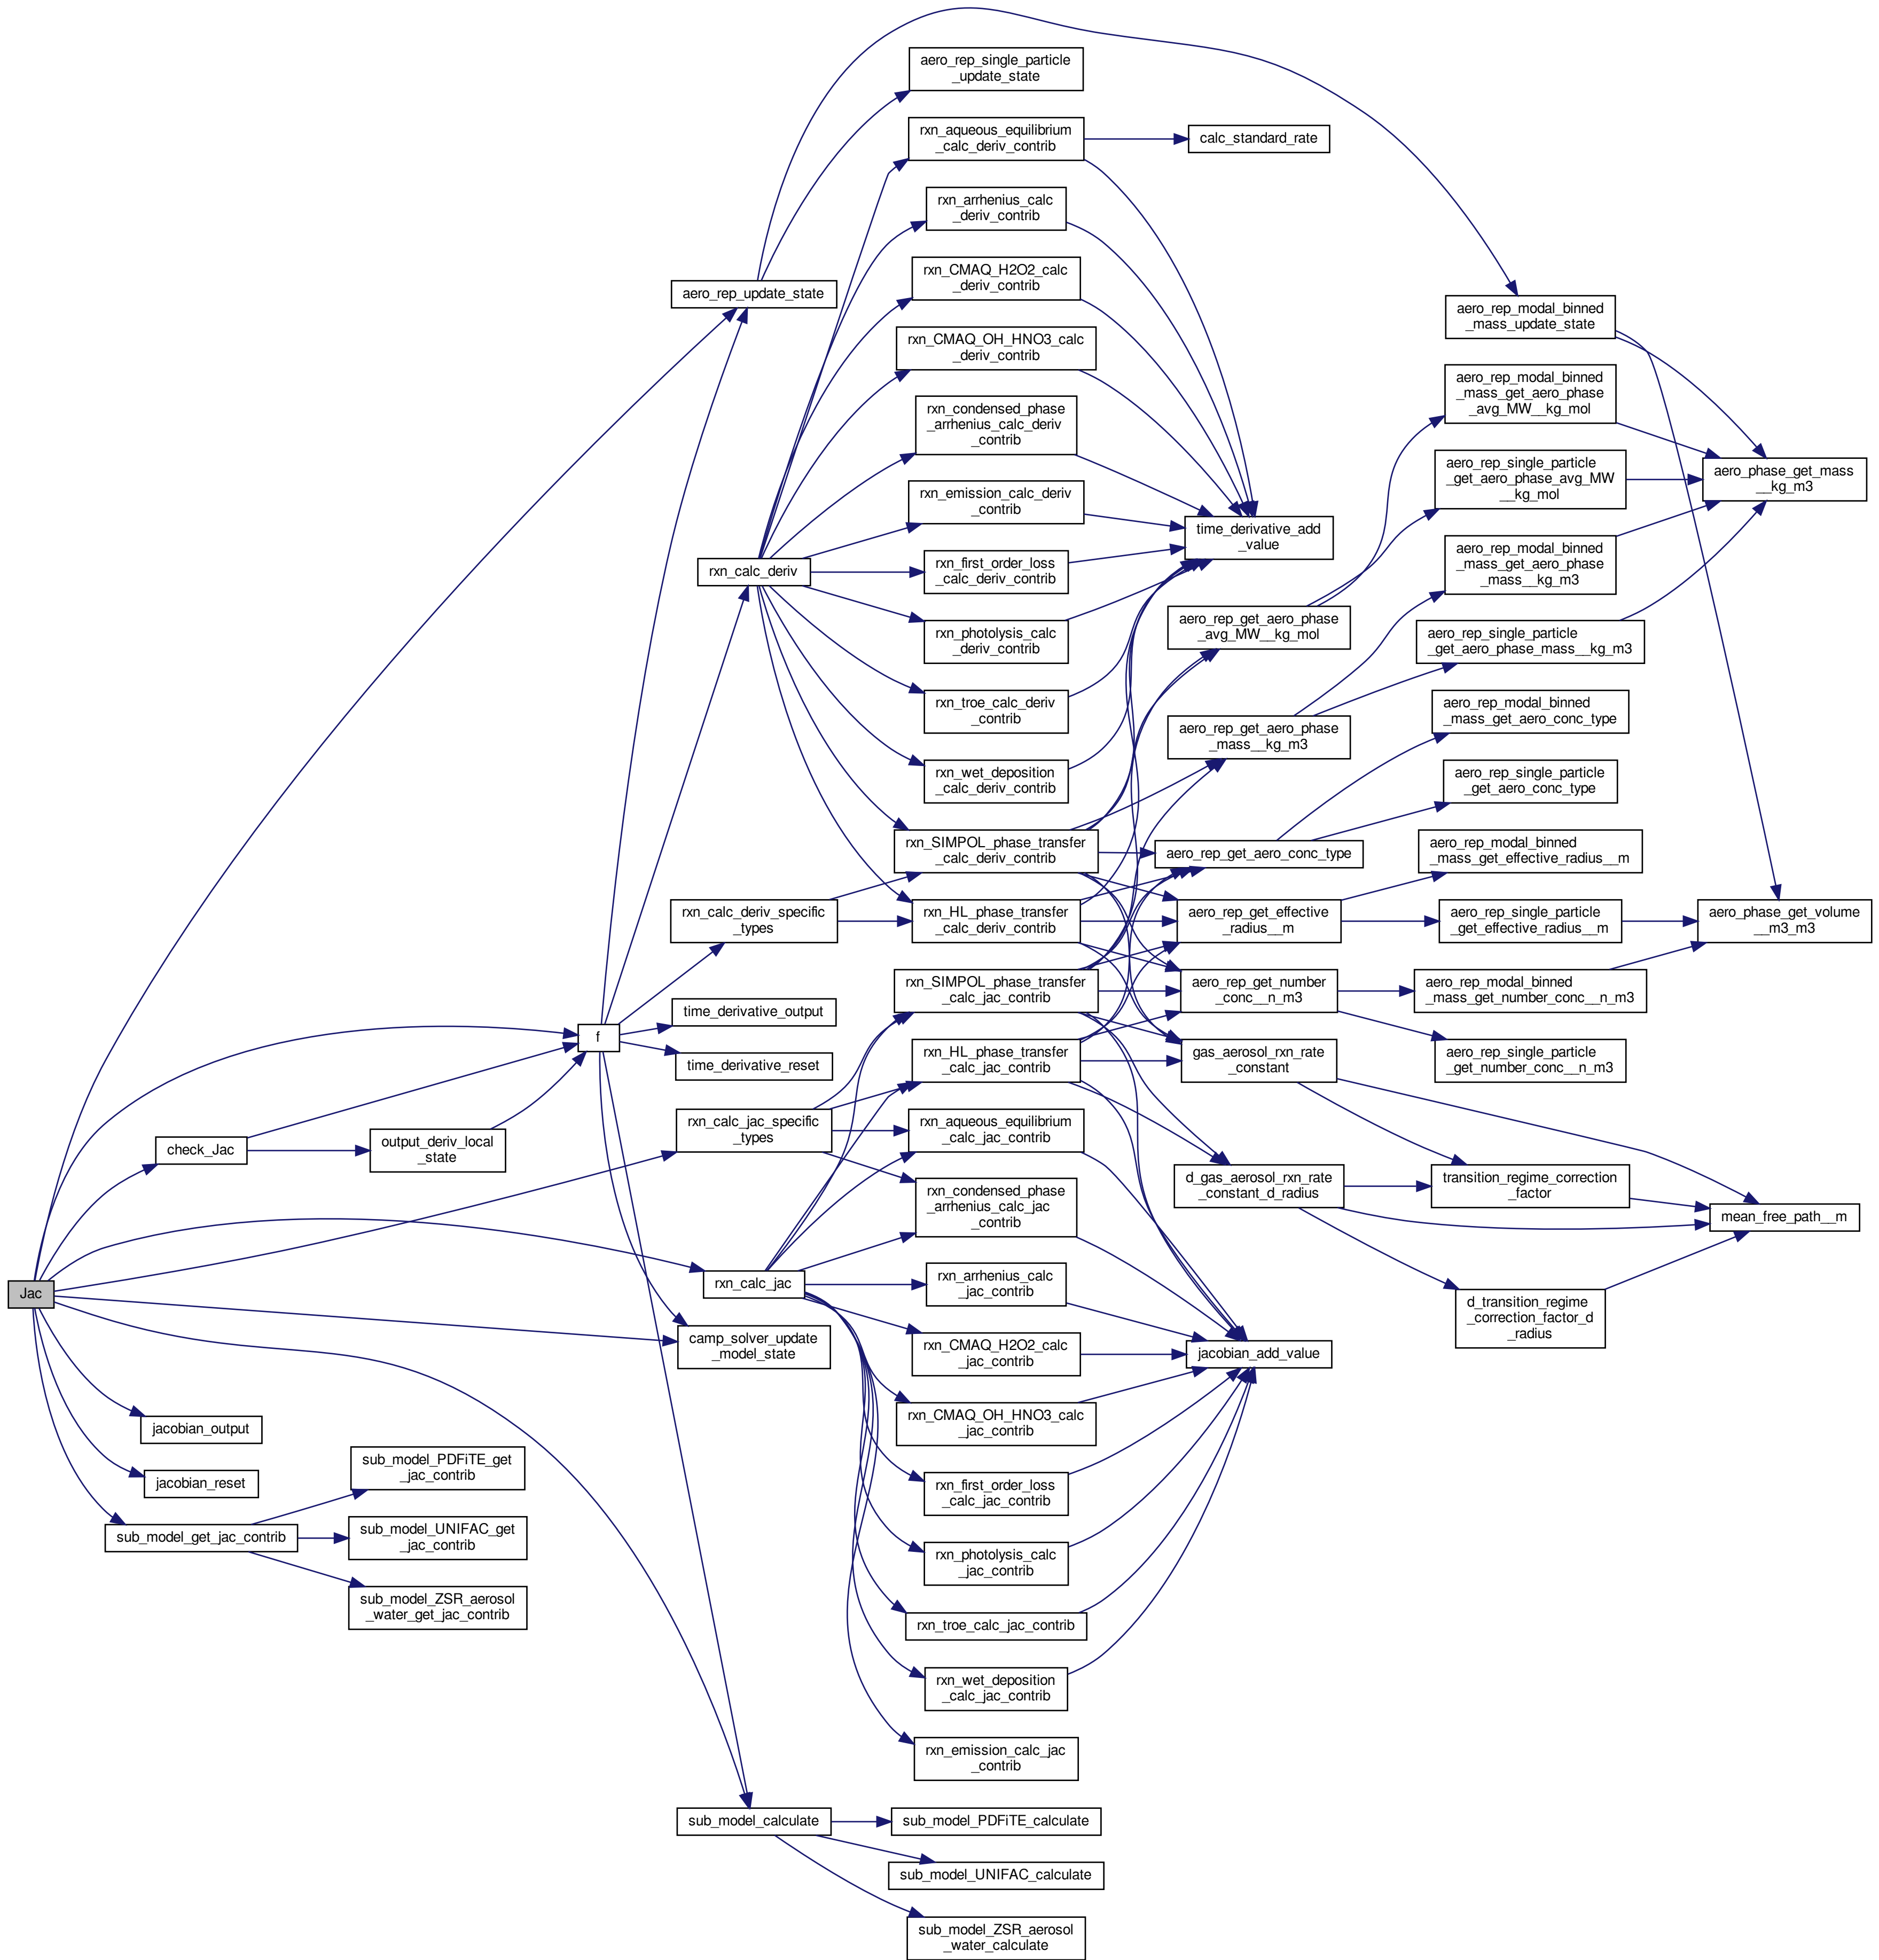 Jac
check_Jac
jacobian_output
jacobian_reset
sub_model_get_jac_contrib
output_deriv_local
_state
sub_model_PDFiTE_get
_jac_contrib
sub_model_UNIFAC_get
_jac_contrib
sub_model_ZSR_aerosol
_water_get_jac_contrib
f
aero_rep_update_state
rxn_calc_deriv
rxn_calc_deriv_specific
_types
time_derivative_output
time_derivative_reset
rxn_calc_jac_specific
_types
rxn_calc_jac
camp_solver_update
_model_state
sub_model_calculate
aero_rep_single_particle
_update_state
rxn_aqueous_equilibrium
_calc_deriv_contrib
rxn_arrhenius_calc
_deriv_contrib
rxn_CMAQ_H2O2_calc
_deriv_contrib
rxn_CMAQ_OH_HNO3_calc
_deriv_contrib
rxn_condensed_phase
_arrhenius_calc_deriv
_contrib
rxn_emission_calc_deriv
_contrib
rxn_first_order_loss
_calc_deriv_contrib
rxn_photolysis_calc
_deriv_contrib
rxn_troe_calc_deriv
_contrib
rxn_wet_deposition
_calc_deriv_contrib
rxn_SIMPOL_phase_transfer
_calc_deriv_contrib
rxn_HL_phase_transfer
_calc_deriv_contrib
rxn_SIMPOL_phase_transfer
_calc_jac_contrib
rxn_HL_phase_transfer
_calc_jac_contrib
rxn_aqueous_equilibrium
_calc_jac_contrib
rxn_condensed_phase
_arrhenius_calc_jac
_contrib
rxn_arrhenius_calc
_jac_contrib
rxn_CMAQ_H2O2_calc
_jac_contrib
rxn_CMAQ_OH_HNO3_calc
_jac_contrib
rxn_first_order_loss
_calc_jac_contrib
rxn_photolysis_calc
_jac_contrib
rxn_troe_calc_jac_contrib
rxn_wet_deposition
_calc_jac_contrib
rxn_emission_calc_jac
_contrib
sub_model_PDFiTE_calculate
sub_model_UNIFAC_calculate
sub_model_ZSR_aerosol
_water_calculate
calc_standard_rate
time_derivative_add
_value
aero_rep_get_aero_phase
_avg_MW__kg_mol
aero_rep_get_aero_phase
_mass__kg_m3
aero_rep_get_aero_conc_type
aero_rep_get_effective
_radius__m
aero_rep_get_number
_conc__n_m3
gas_aerosol_rxn_rate
_constant
d_gas_aerosol_rxn_rate
_constant_d_radius
jacobian_add_value
aero_rep_modal_binned
_mass_update_state
aero_rep_modal_binned
_mass_get_aero_phase
_avg_MW__kg_mol
aero_rep_single_particle
_get_aero_phase_avg_MW
__kg_mol
aero_rep_modal_binned
_mass_get_aero_phase
_mass__kg_m3
aero_rep_single_particle
_get_aero_phase_mass__kg_m3
aero_rep_modal_binned
_mass_get_aero_conc_type
aero_rep_single_particle
_get_aero_conc_type
aero_rep_modal_binned
_mass_get_effective_radius__m
aero_rep_single_particle
_get_effective_radius__m
aero_rep_modal_binned
_mass_get_number_conc__n_m3
aero_rep_single_particle
_get_number_conc__n_m3
transition_regime_correction
_factor
d_transition_regime
_correction_factor_d
_radius
aero_phase_get_mass
__kg_m3
aero_phase_get_volume
__m3_m3
mean_free_path__m